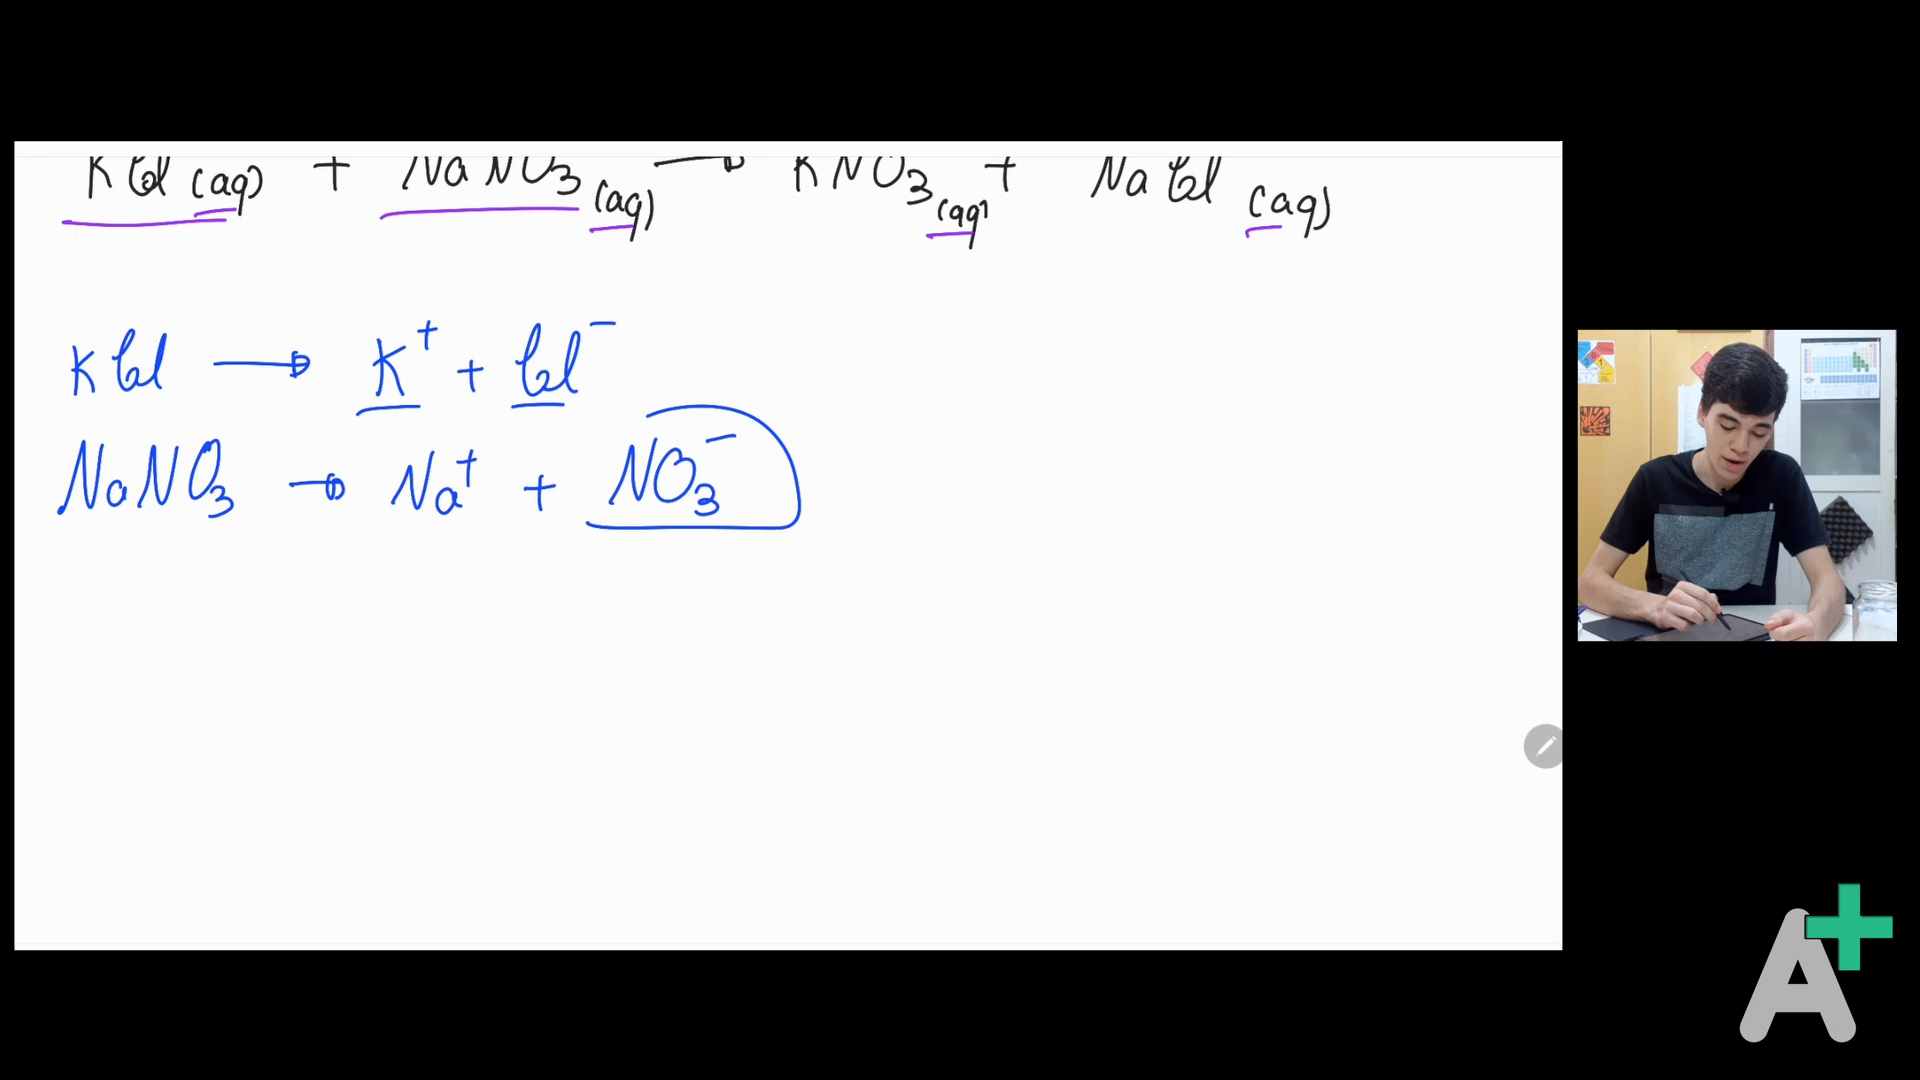 KCl (aq) + NaNO₃ (aq) → KNO₃ (aq) + NaCl (aq)
KCl → K⁺ + Cl⁻
NaNO₃ → Na⁺ + NO₃⁻
A+